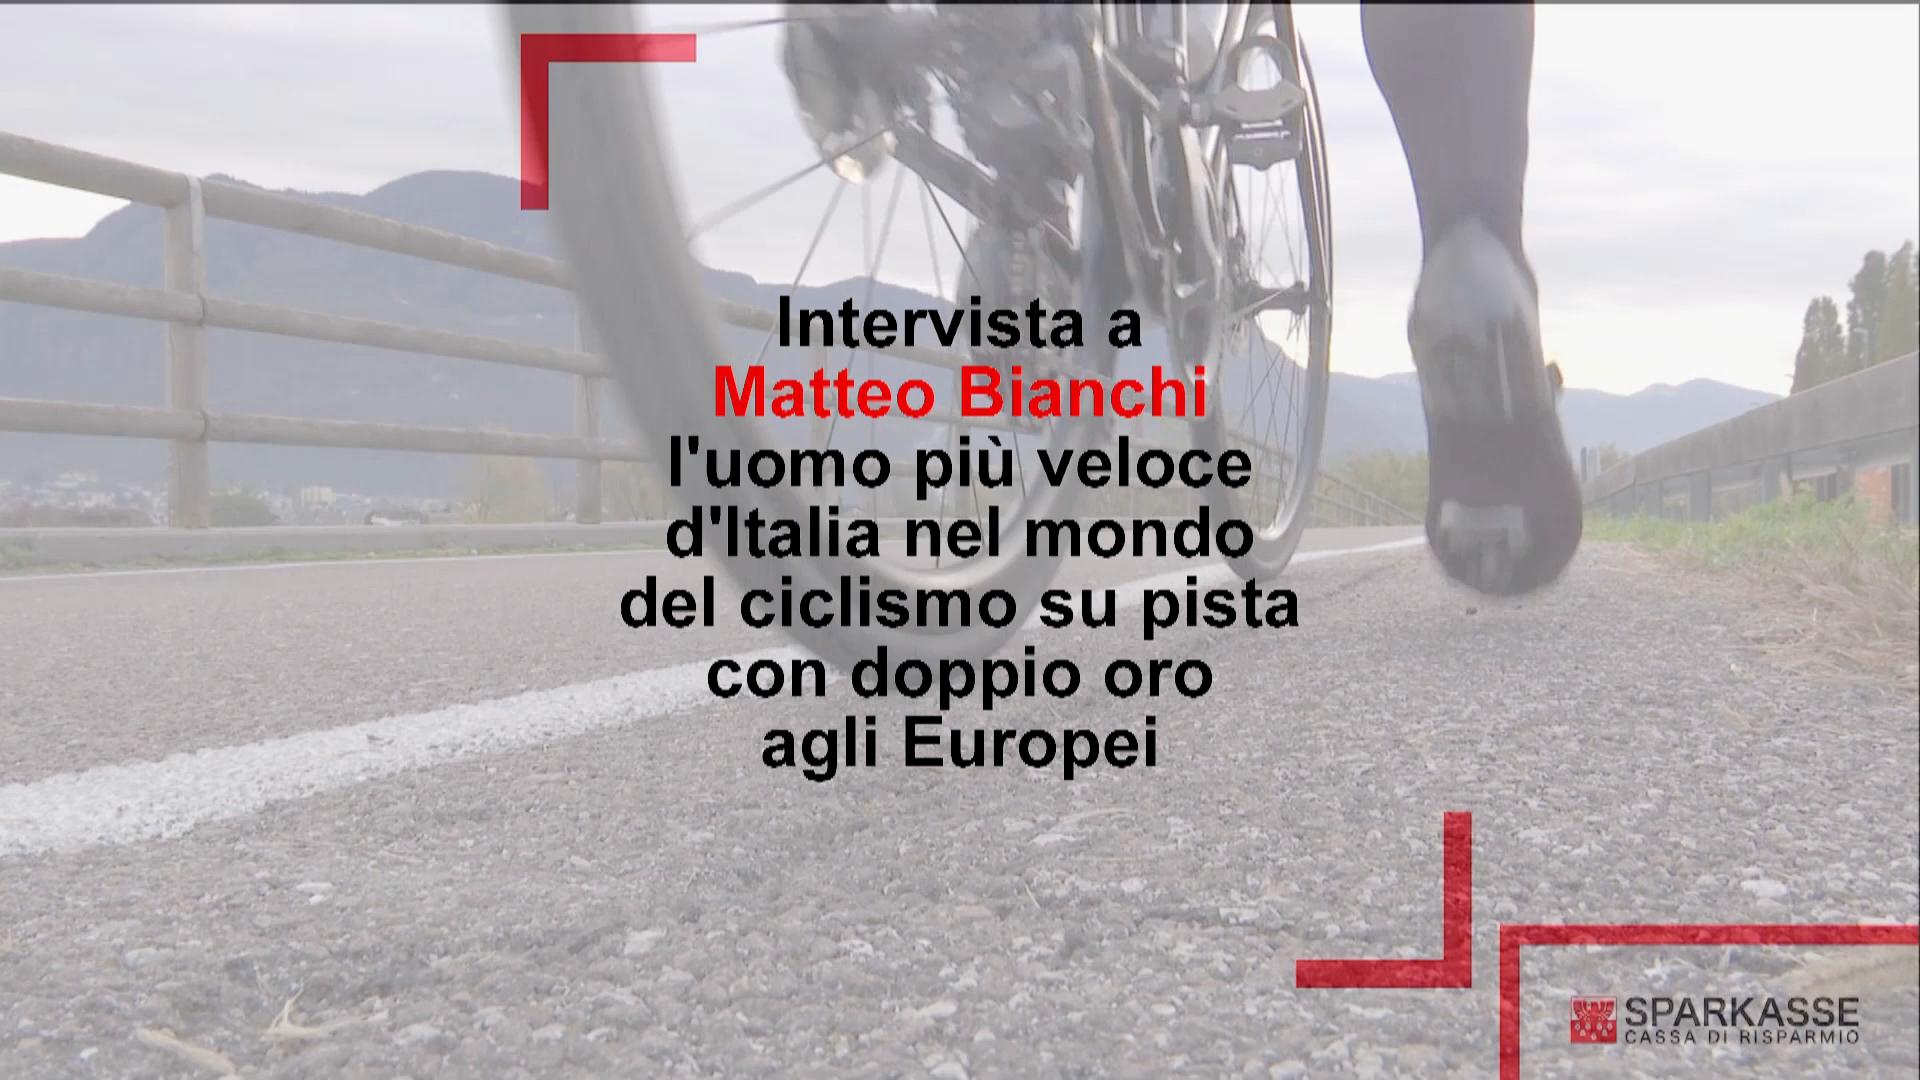 Intervista a
Matteo Bianchi
l'uomo più veloce
d'Italia nel mondo
del ciclismo su pista
con doppio oro
agli Europei
SPARKASSE
CASSA DI RISPARMIO